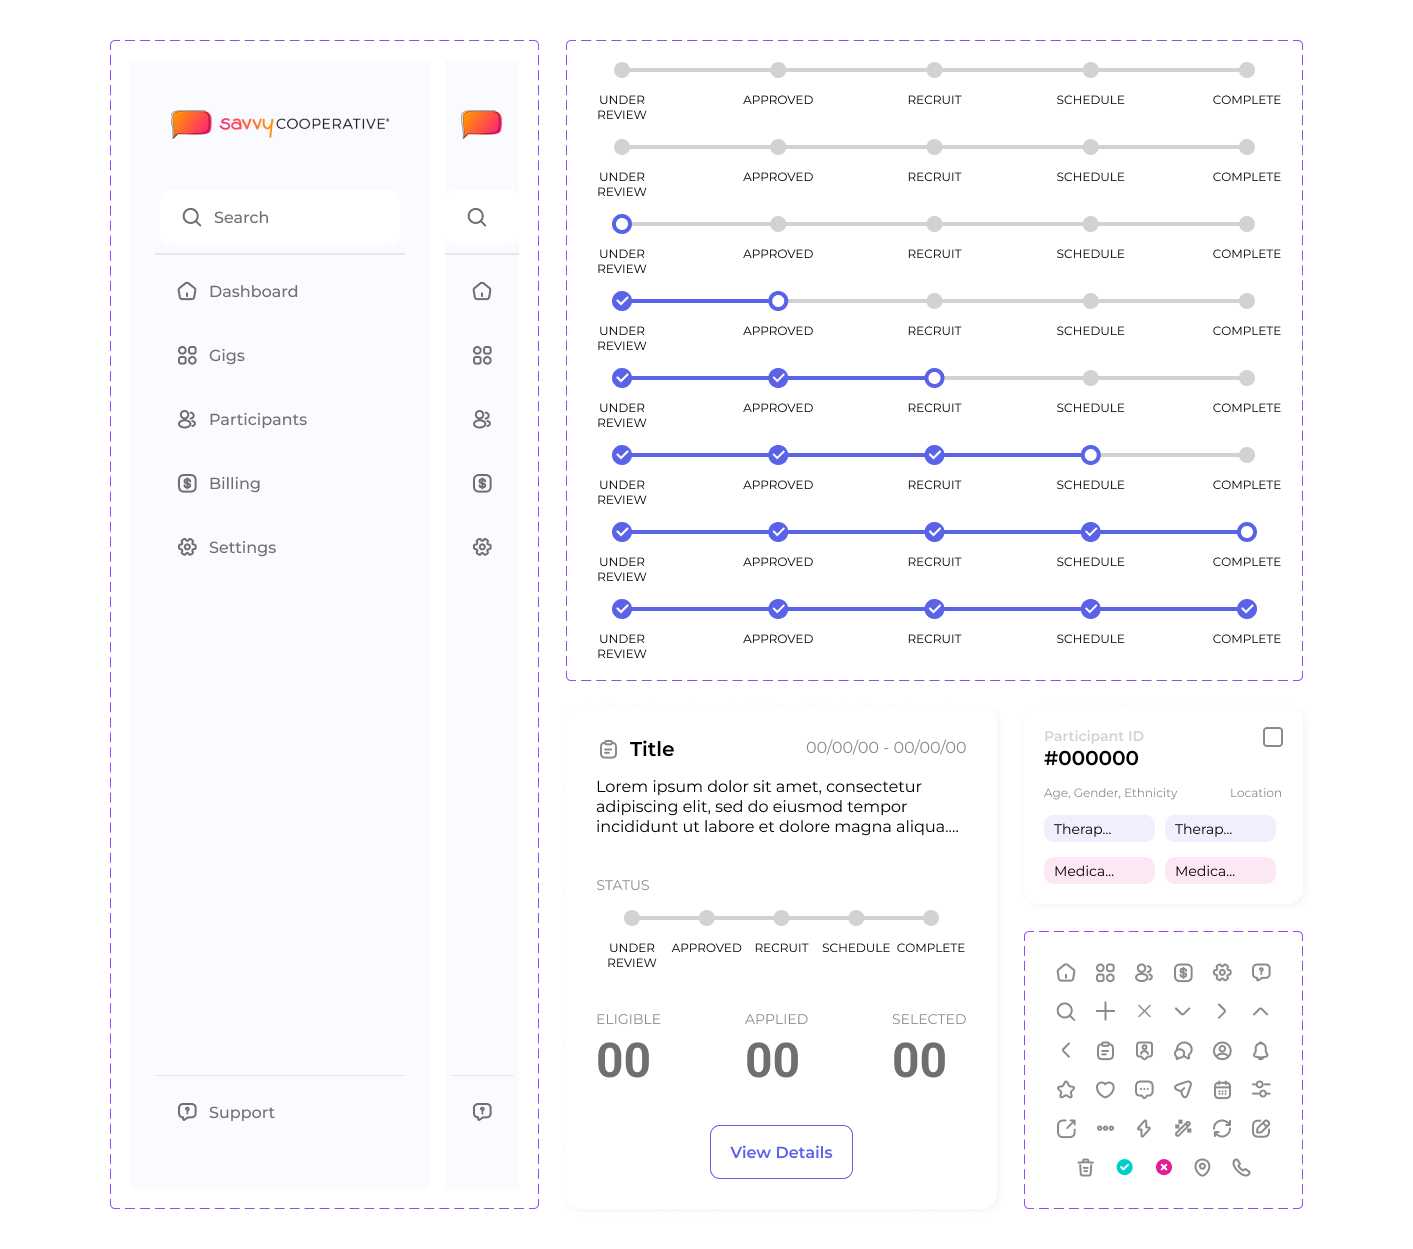 savvy COOPERATIVE®
Search
Dashboard
Gigs
Participants
Billing
Settings
Support
UNDER REVIEW APPROVED RECRUIT SCHEDULE COMPLETE
UNDER REVIEW APPROVED RECRUIT SCHEDULE COMPLETE
UNDER REVIEW APPROVED RECRUIT SCHEDULE COMPLETE
UNDER REVIEW APPROVED RECRUIT SCHEDULE COMPLETE
UNDER REVIEW APPROVED RECRUIT SCHEDULE COMPLETE
UNDER REVIEW APPROVED RECRUIT SCHEDULE COMPLETE
UNDER REVIEW APPROVED RECRUIT SCHEDULE COMPLETE
UNDER REVIEW APPROVED RECRUIT SCHEDULE COMPLETE
Title 00/00/00 - 00/00/00
Lorem ipsum dolor sit amet, consectetur
adipiscing elit, sed do eiusmod tempor
incididunt ut labore et dolore magna aliqua....
STATUS
UNDER REVIEW APPROVED RECRUIT SCHEDULE COMPLETE
ELIGIBLE APPLIED SELECTED
00 00 00
View Details
Participant ID
#000000
Age, Gender, Ethnicity Location
Therap... Therap...
Medica... Medica...